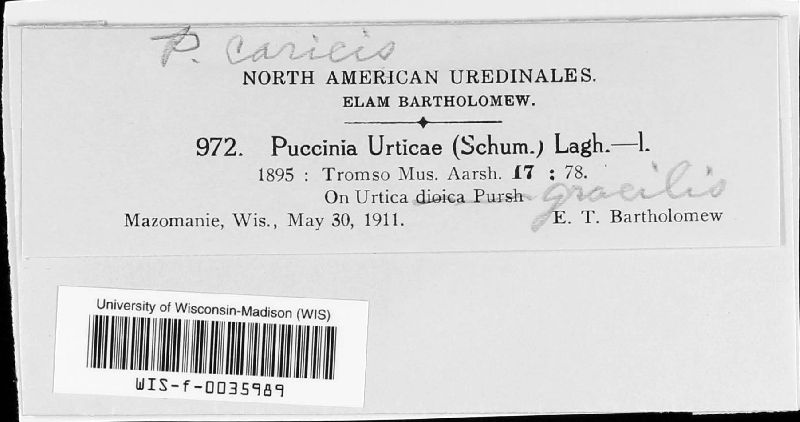 P. caricis
NORTH AMERICAN UREDINALES.
ELAM BARTHOLOMEW.
972. Puccinia Urticae (Schum.) Lagh.—I.
1895 : Tromso Mus. Aarsh. 17 : 78.
On Urtica dioica Pursh gracilis
Mazomanie, Wis., May 30, 1911. E. T. Bartholomew
University of Wisconsin-Madison (WIS)
WIS-f-0035989